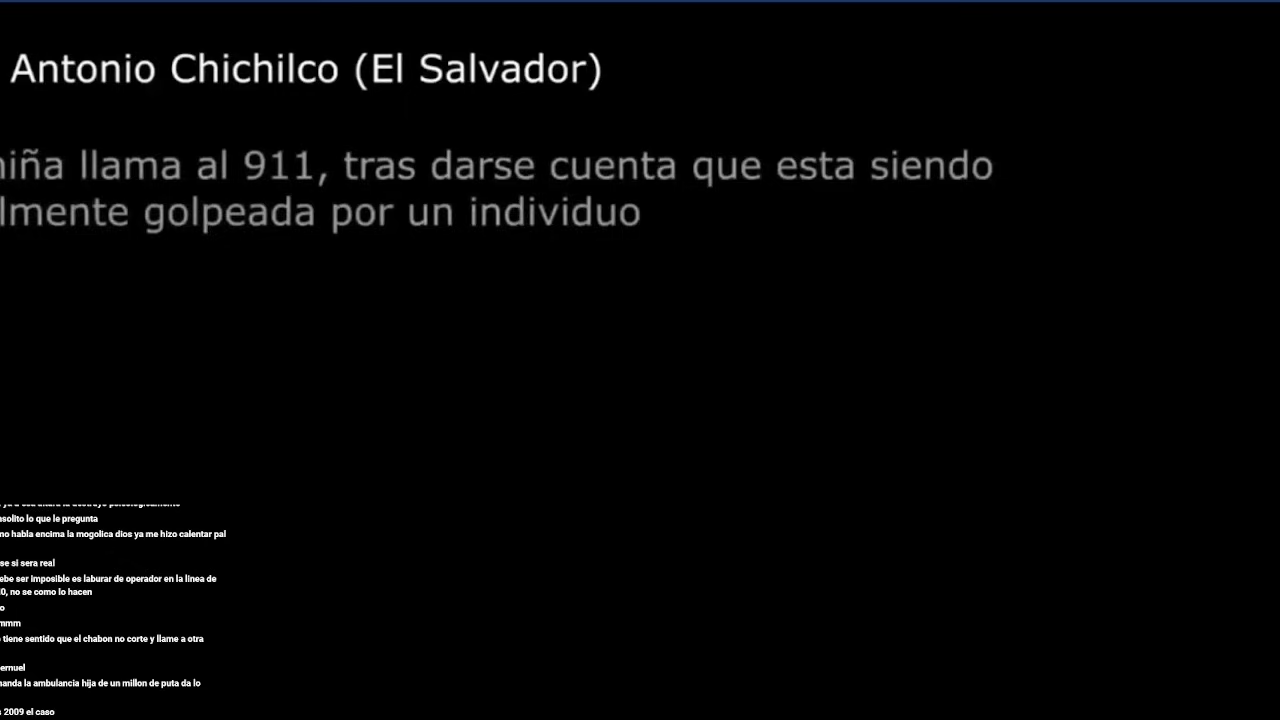 Antonio Chichilco (El Salvador)
niña llama al 911, tras darse cuenta que esta siendo
lmente golpeada por un individuo
solito lo que le pregunta
mo habla encima la mogolica dios ya me hizo calentar pal
se si sera real
ebe ser imposible es laburar de operador en la linea de
0, no se como lo hacen
o
mmm
tiene sentido que el chabon no corte y llame a otra
ernuel
manda la ambulancia hija de un millon de puta da lo
2009 el caso